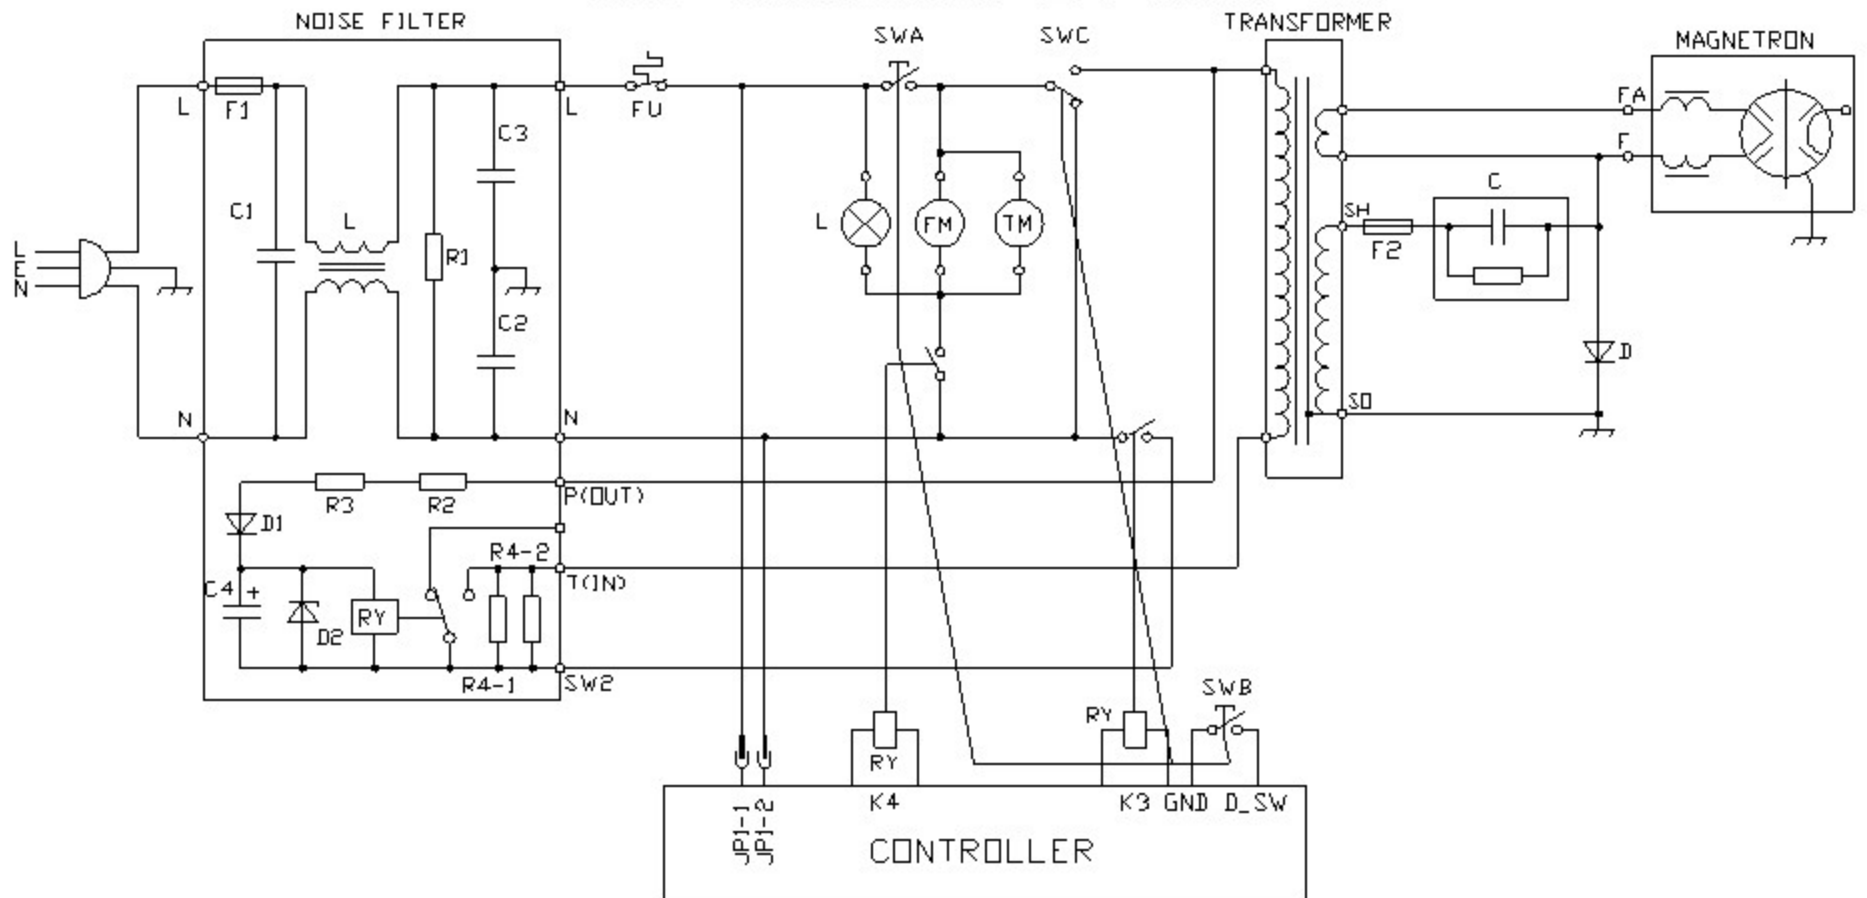 NOISE FILTER
SWA
SWC
TRANSFORMER
MAGNETRON
L
F1
L
FU
FA
C3
F
C1
L
R1
L
FM
TM
SH
C
F2
L
E
N
C2
D
N
N
SO
R3
R2
P(OUT)
D1
R4-2
C4
+
T(IN)
RY
D2
R4-1
SW2
SWB
RY
RY
K4
K3
GND
D_SW
JP1-1
JP1-2
CONTROLLER